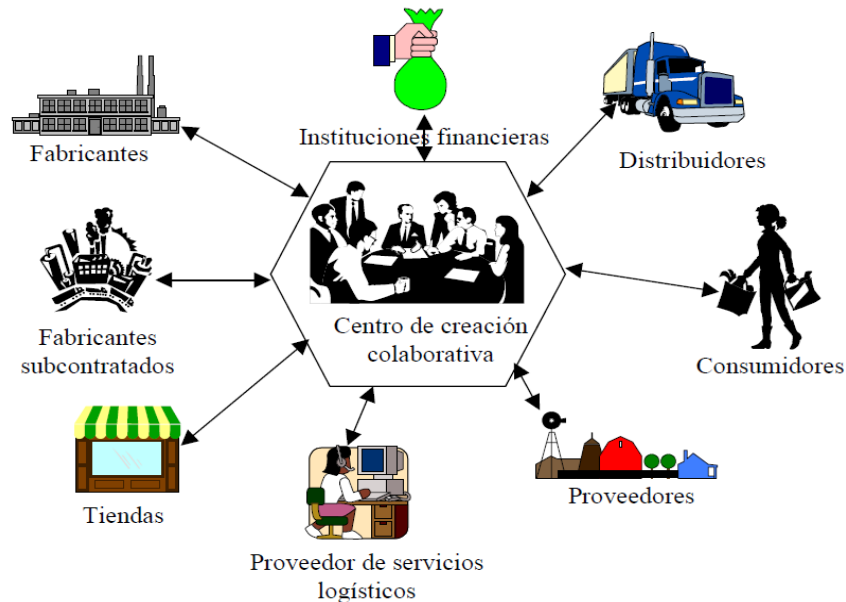 Instituciones financieras
Fabricantes
Distribuidores
Fabricantes
subcontratados
Centro de creación
colaborativa
Consumidores
Tiendas
Proveedores
Proveedor de servicios
logísticos